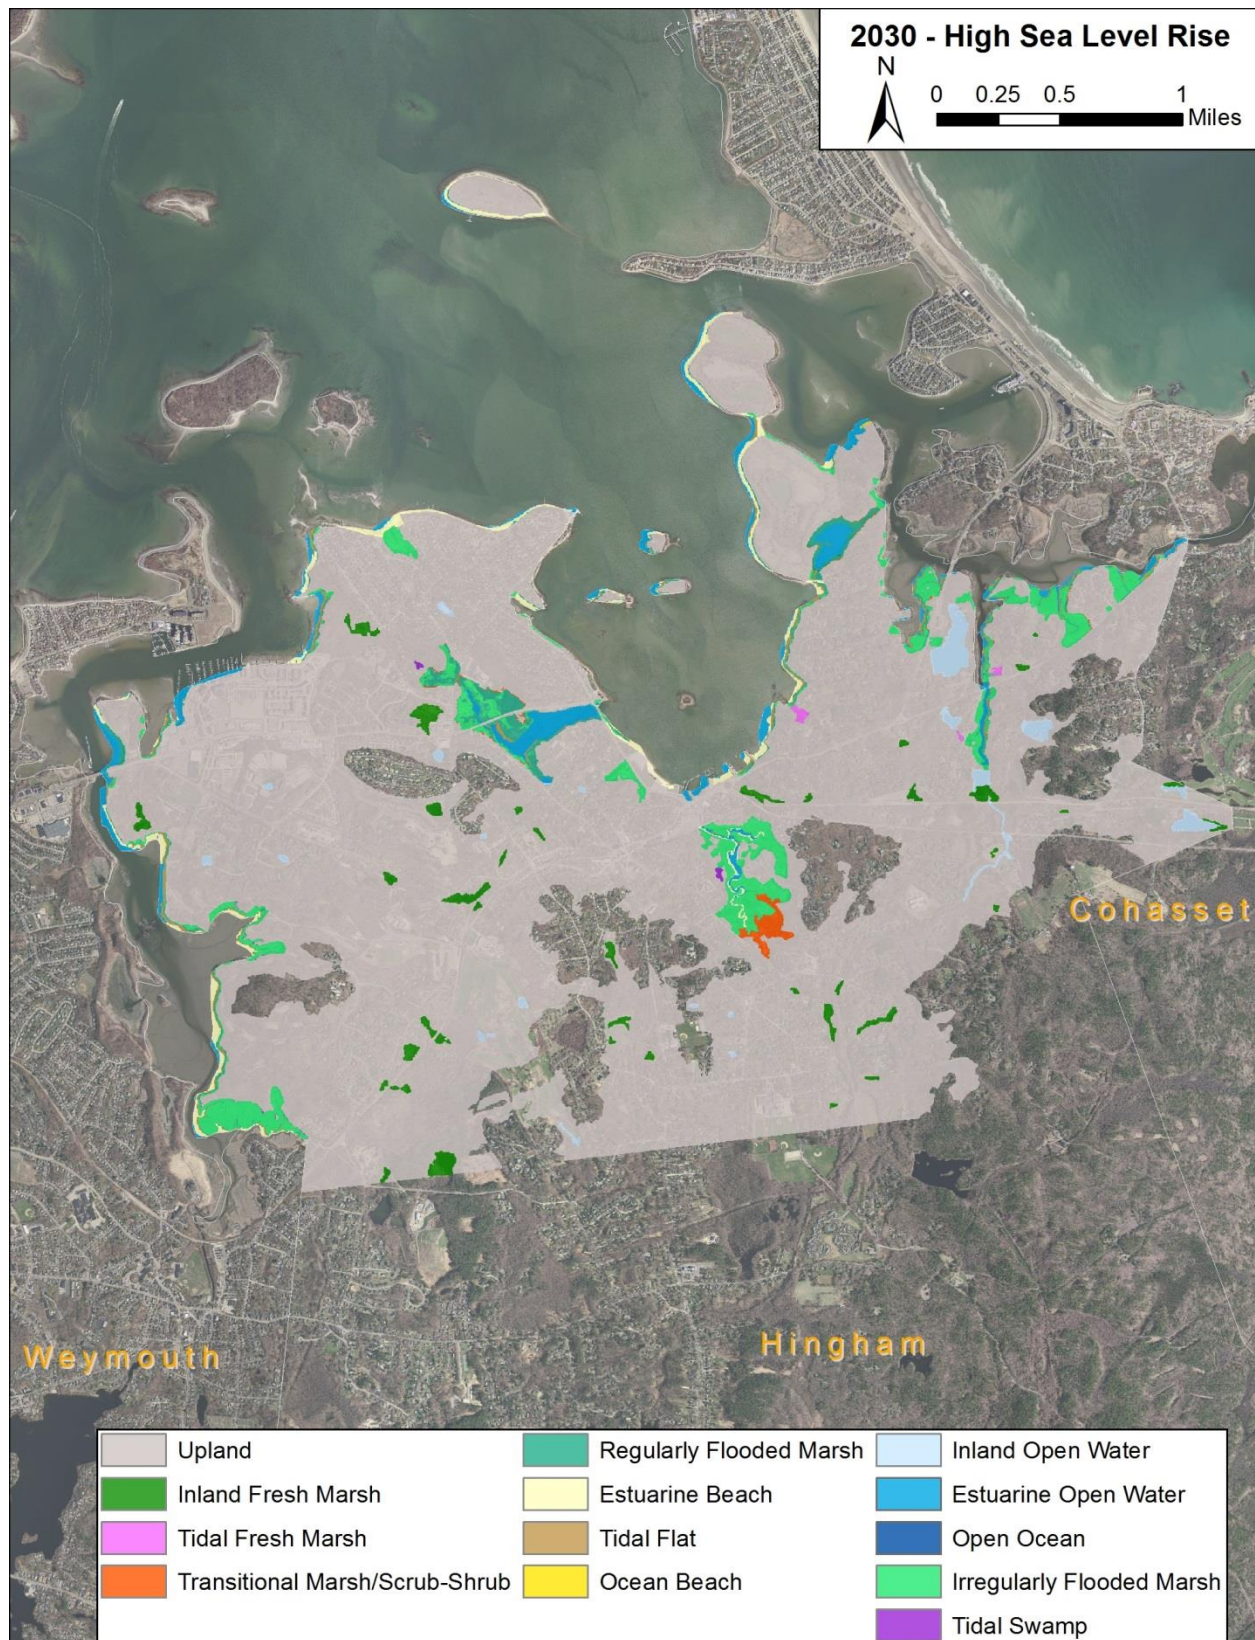 2030 - High Sea Level Rise
N
0 0.25 0.5 1
Miles
Cohasset
Weymouth
Hingham
Upland
Inland Fresh Marsh
Tidal Fresh Marsh
Transitional Marsh/Scrub-Shrub
Regularly Flooded Marsh
Estuarine Beach
Tidal Flat
Ocean Beach
Inland Open Water
Estuarine Open Water
Open Ocean
Irregularly Flooded Marsh
Tidal Swamp